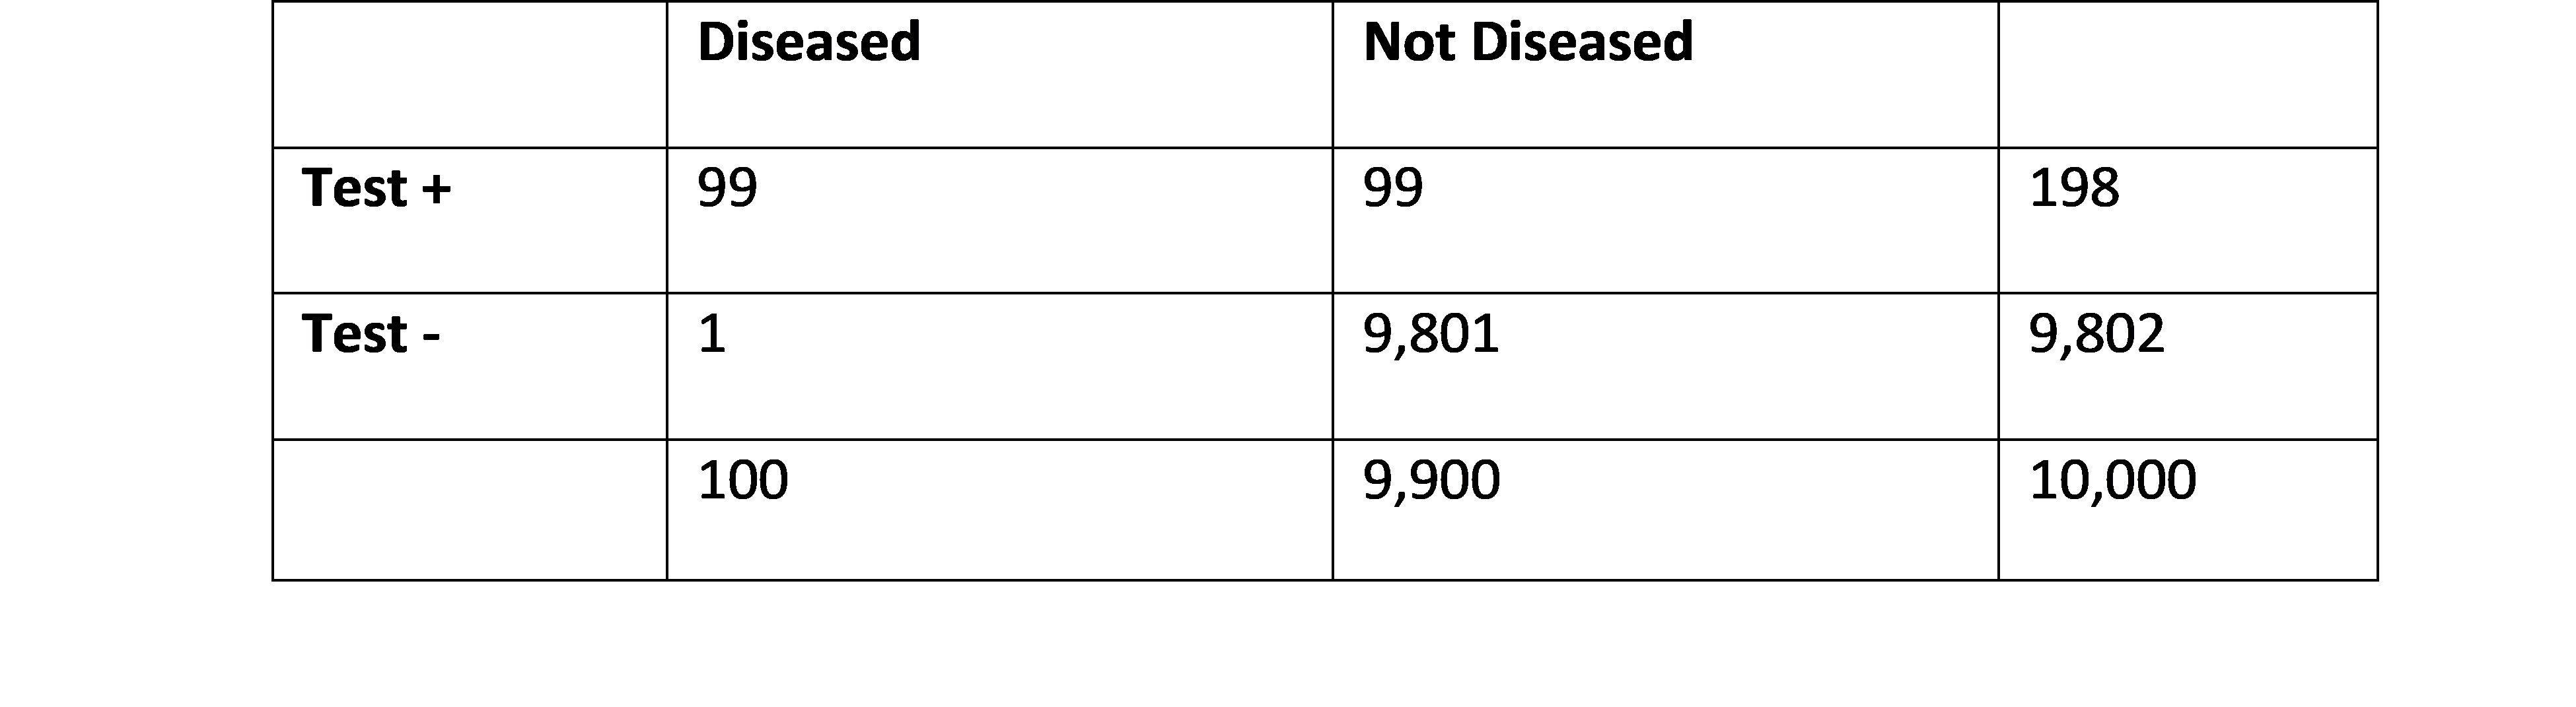 Diseased Not Diseased
Test + 99 99 198
Test - 1 9,801 9,802
100 9,900 10,000